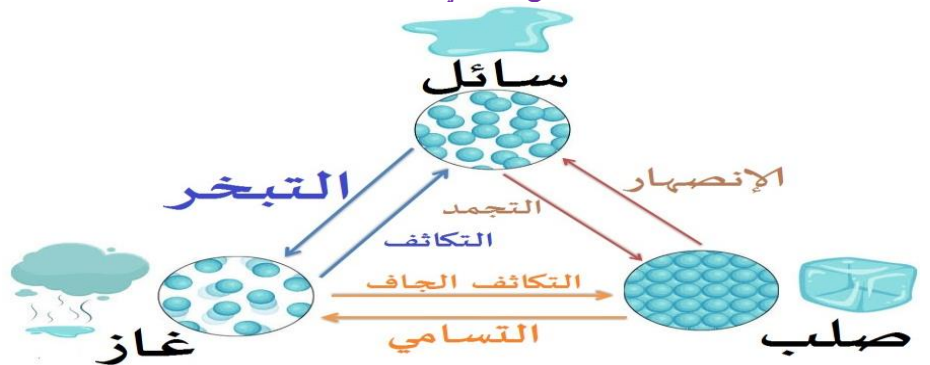 سائل
التبخر
الإنصهار
التجمد
التكاثف
التكاثف الجاف
التسامي
غاز
صلب